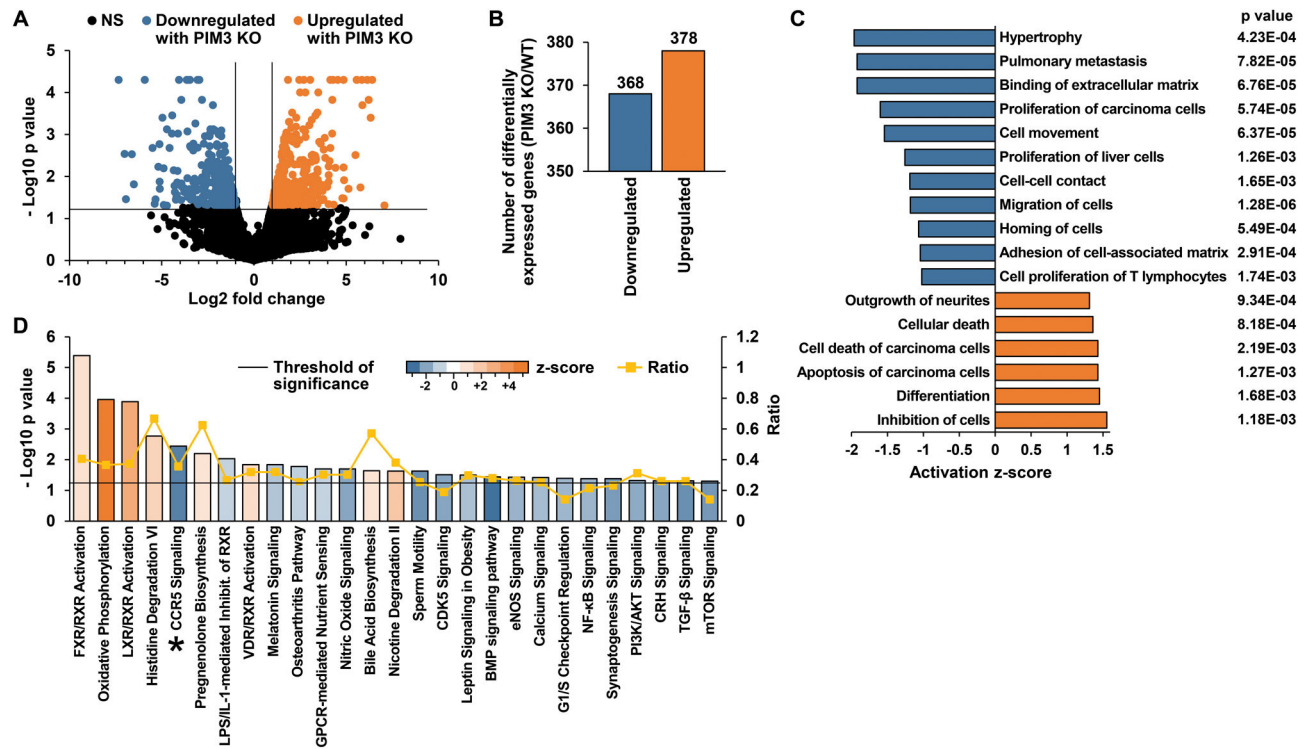 A
NS
Downregulated with PIM3 KO
Upregulated with PIM3 KO
- Log10 p value
5
4
3
2
1
0
-10
-5
0
5
10
Log2 fold change
B
Number of differentially
expressed genes (PIM3 KO/WT)
380
370
360
350
368
378
Downregulated
Upregulated
C
p value
Hypertrophy 4.23E-04
Pulmonary metastasis 7.82E-05
Binding of extracellular matrix 6.76E-05
Proliferation of carcinoma cells 5.74E-05
Cell movement 6.37E-05
Proliferation of liver cells 1.26E-03
Cell-cell contact 1.65E-03
Migration of cells 1.28E-06
Homing of cells 5.49E-04
Adhesion of cell-associated matrix 2.91E-04
Cell proliferation of T lymphocytes 1.74E-03
Outgrowth of neurites 9.34E-04
Cellular death 8.18E-04
Cell death of carcinoma cells 2.19E-03
Apoptosis of carcinoma cells 1.27E-03
Differentiation 1.68E-03
Inhibition of cells 1.18E-03
-2 -1.5 -1 -0.5 0 0.5 1 1.5
Activation z-score
D
- Log10 p value
6
5
4
3
2
1
0
Threshold of
significance
-2 0 +2 +4
z-score
Ratio
1.2
1
0.8
0.6
0.4
0.2
0
Ratio
FXR/RXR Activation
Oxidative Phosphorylation
LXR/RXR Activation
Histidine Degradation VI
* CCR5 Signaling
Pregnenolone Biosynthesis
LPS/IL-1-mediated Inhibit. of RXR
VDR/RXR Activation
Melatonin Signaling
Osteoarthritis Pathway
GPCR-mediated Nutrient Sensing
Nitric Oxide Signaling
Bile Acid Biosynthesis
Nicotine Degradation II
Sperm Motility
CDK5 Signaling
Leptin Signaling in Obesity
BMP signaling pathway
eNOS Signaling
Calcium Signaling
G1/S Checkpoint Regulation
NF-κB Signaling
Synaptogenesis Signaling
PI3K/AKT Signaling
CRH Signaling
TGF-β Signaling
mTOR Signaling